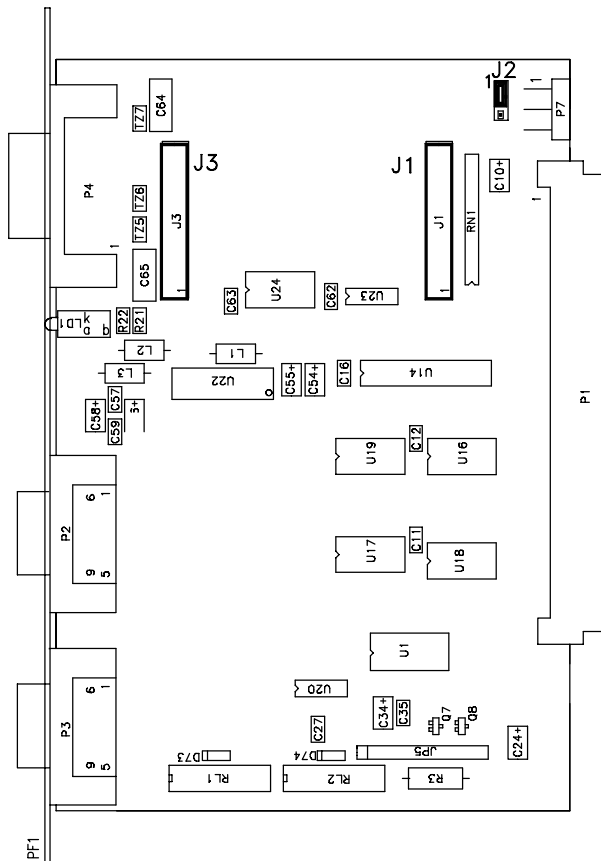 J2
1
1
P7
C64
TZ7
J3
J3
1
J1
J1
1
RN1
C10+
1
P4
1
TZ6
TZ5
C65
C63
U24
C62
U23
LD1
k
a
b
R22
R21
L2
L1
L3
U22
C55+
C54+
C16
U14
P1
C58+
C57
C59
U19
C12
U16
P2
6
1
9
5
U17
C11
U18
U1
U20
P3
6
1
9
5
C27
C34+
C35
Q7
Q8
C24+
D73
D74
JP5
RL1
RL2
R3
PF1